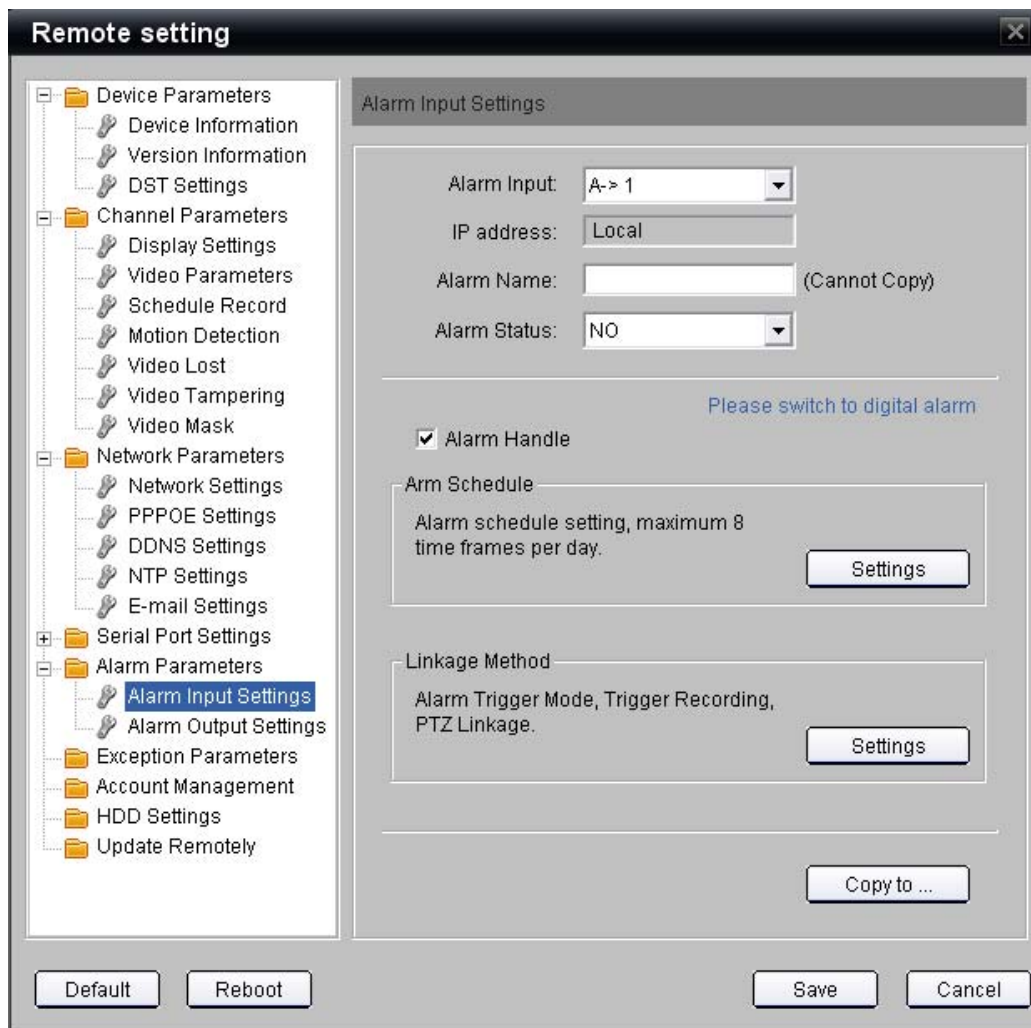 Remote setting
Device Parameters
Device Information
Version Information
DST Settings
Channel Parameters
Display Settings
Video Parameters
Schedule Record
Motion Detection
Video Lost
Video Tampering
Video Mask
Network Parameters
Network Settings
PPPOE Settings
DDNS Settings
NTP Settings
E-mail Settings
Serial Port Settings
Alarm Parameters
Alarm Input Settings
Alarm Output Settings
Exception Parameters
Account Management
HDD Settings
Update Remotely
Alarm Input Settings
Alarm Input: A-> 1
IP address: Local
Alarm Name: (Cannot Copy)
Alarm Status: NO
Please switch to digital alarm
Alarm Handle
Arm Schedule
Alarm schedule setting, maximum 8
time frames per day.
Settings
Linkage Method
Alarm Trigger Mode, Trigger Recording,
PTZ Linkage.
Settings
Copy to ...
Default Reboot Save Cancel